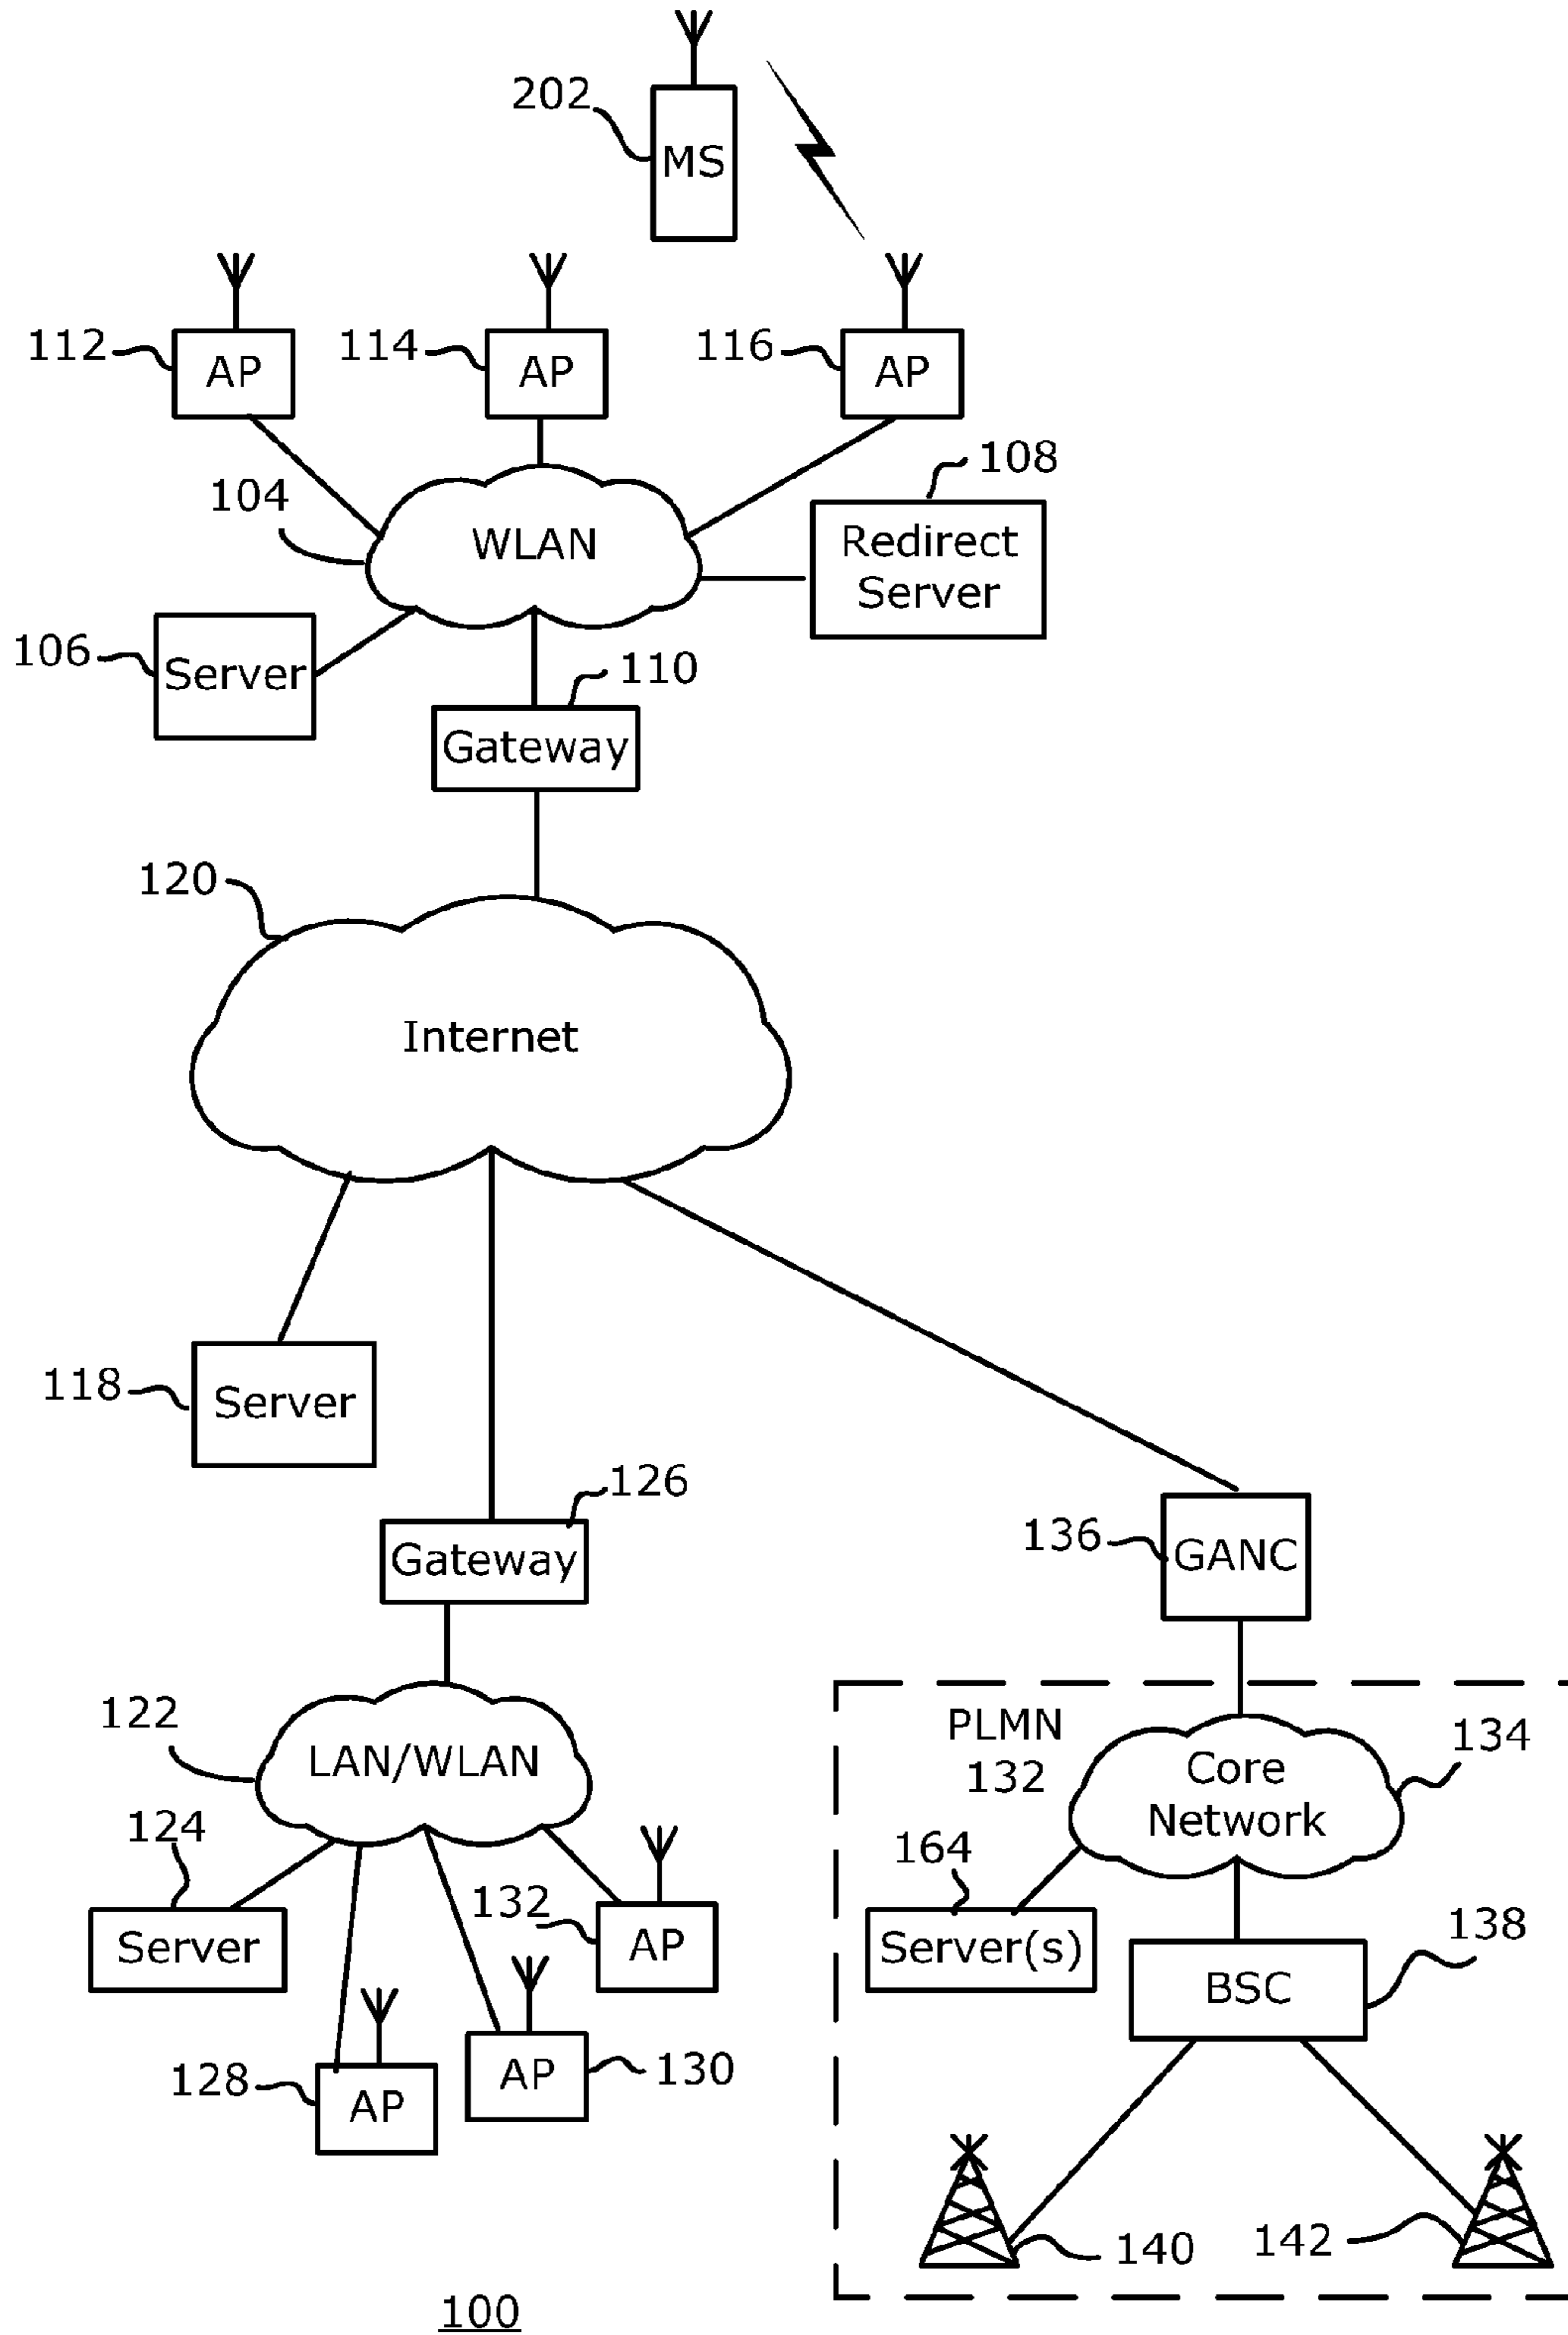 202
MS
112
AP
114
AP
116
AP
104
WLAN
108
Redirect
Server
106
Server
110
Gateway
120
Internet
118
Server
126
Gateway
136
GANC
122
LAN/WLAN
PLMN
132
Core
Network
134
124
Server
132
AP
164
Server(s)
138
BSC
128
AP
AP
130
140
142
100